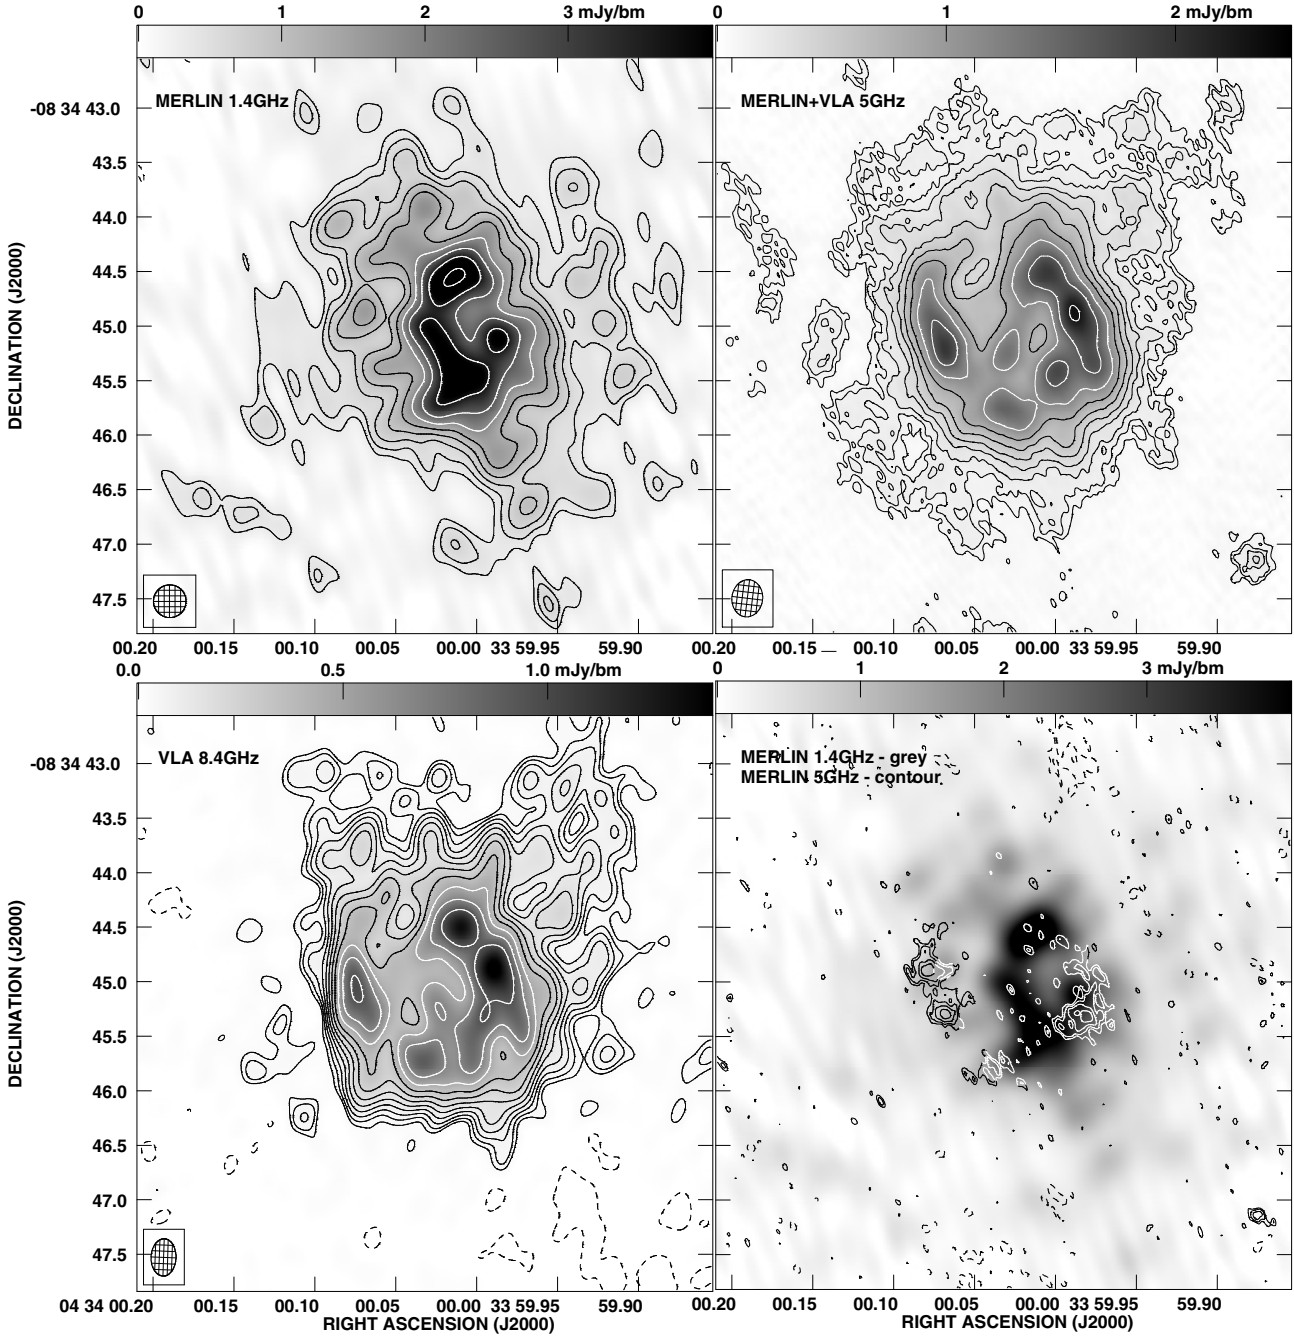 0 1 2 3 mJy/bm 0 1 2 mJy/bm
MERLIN 1.4GHz
MERLIN+VLA 5GHz
DECLINATION (J2000)
-08 34 43.0
43.5
44.0
44.5
45.0
45.5
46.0
46.5
47.0
47.5
00.20 00.15 00.10 00.05 00.00 33 59.95 59.90 00.20 00.15 00.10 00.05 00.00 33 59.95 59.90
0.0 0.5 1.0 mJy/bm 0 1 2 3 mJy/bm
VLA 8.4GHz
MERLIN 1.4GHz - grey
MERLIN 5GHz - contour
DECLINATION (J2000)
-08 34 43.0
43.5
44.0
44.5
45.0
45.5
46.0
46.5
47.0
47.5
04 34 00.20 00.15 00.10 00.05 00.00 33 59.95 59.90 00.20 00.15 00.10 00.05 00.00 33 59.95 59.90
RIGHT ASCENSION (J2000) RIGHT ASCENSION (J2000)